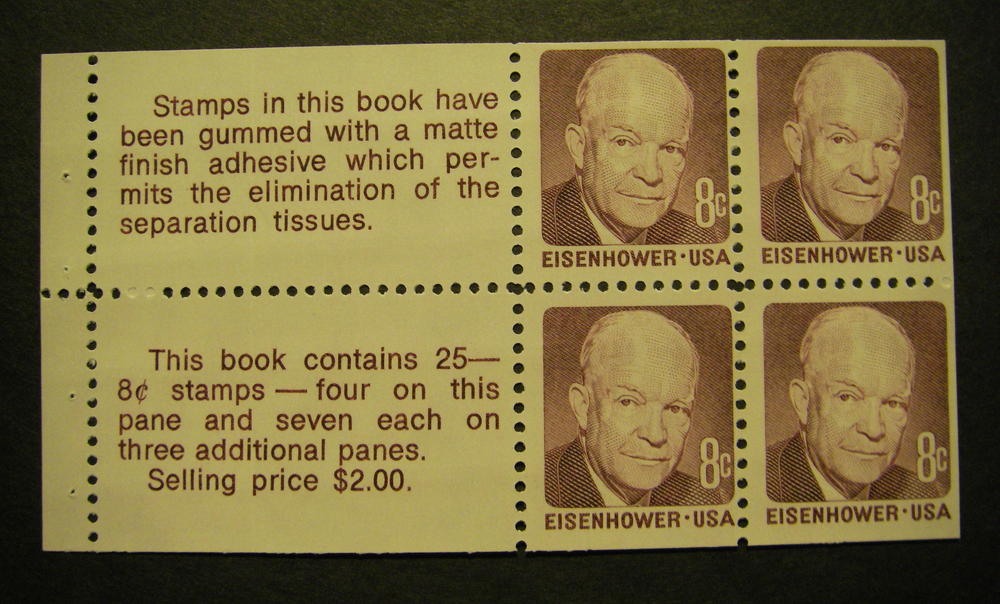 Stamps in this book have
been gummed with a matte
finish adhesive which per-
mits the elimination of the
separation tissues.
This book contains 25—
8¢ stamps — four on this
pane and seven each on
three additional panes.
Selling price $2.00.
8c
EISENHOWER·USA
8c
EISENHOWER·USA
8c
EISENHOWER·USA
8c
EISENHOWER·USA